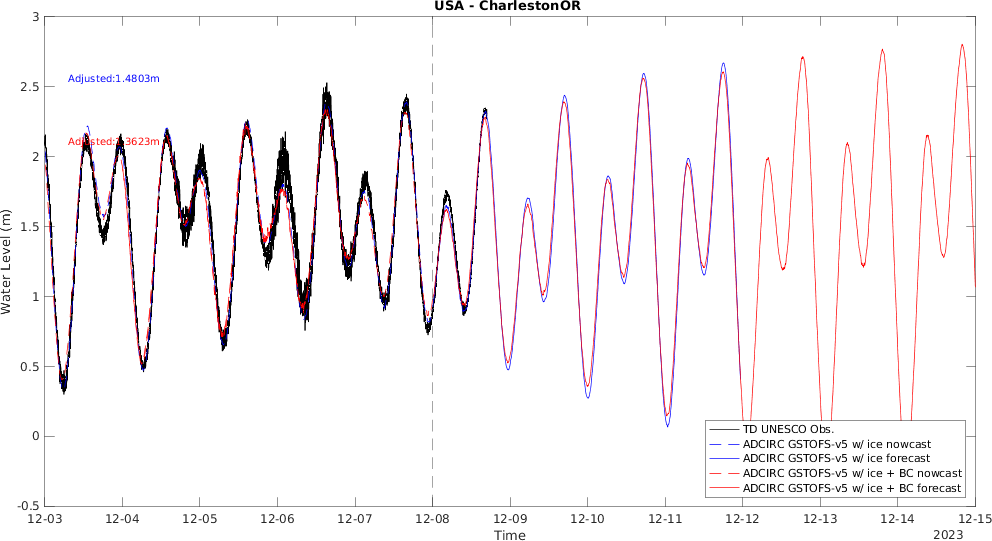 USA - CharlestonOR
3
2.5
2
1.5
1
0.5
0
-0.5
Water Level (m)
Adjusted:1.4803m
Adjusted:1.3623m
TD UNESCO Obs.
ADCIRC GSTOFS-v5 w/ ice nowcast
ADCIRC GSTOFS-v5 w/ ice forecast
ADCIRC GSTOFS-v5 w/ ice + BC nowcast
ADCIRC GSTOFS-v5 w/ ice + BC forecast
12-03 12-04 12-05 12-06 12-07 12-08 12-09 12-10 12-11 12-12 12-13 12-14 12-15
Time
2023